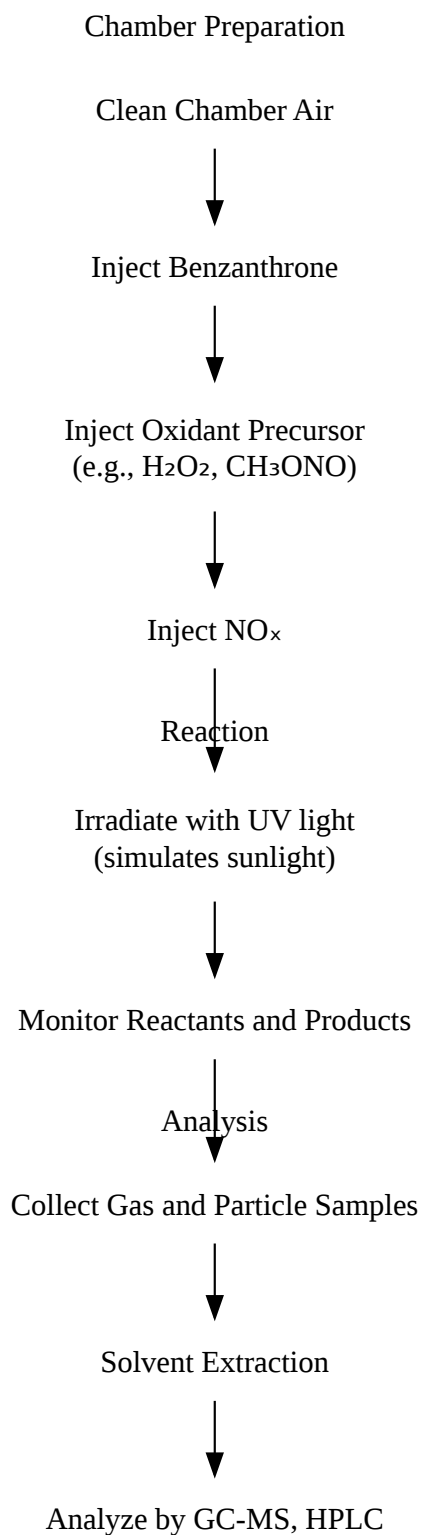 Chamber Preparation
Clean Chamber Air
Inject Benzanthrone
Inject Oxidant Precursor
(e.g., H₂O₂, CH₃ONO)
Inject NOₓ
Reaction
Irradiate with UV light
(simulates sunlight)
Monitor Reactants and Products
Analysis
Collect Gas and Particle Samples
Solvent Extraction
Analyze by GC-MS, HPLC